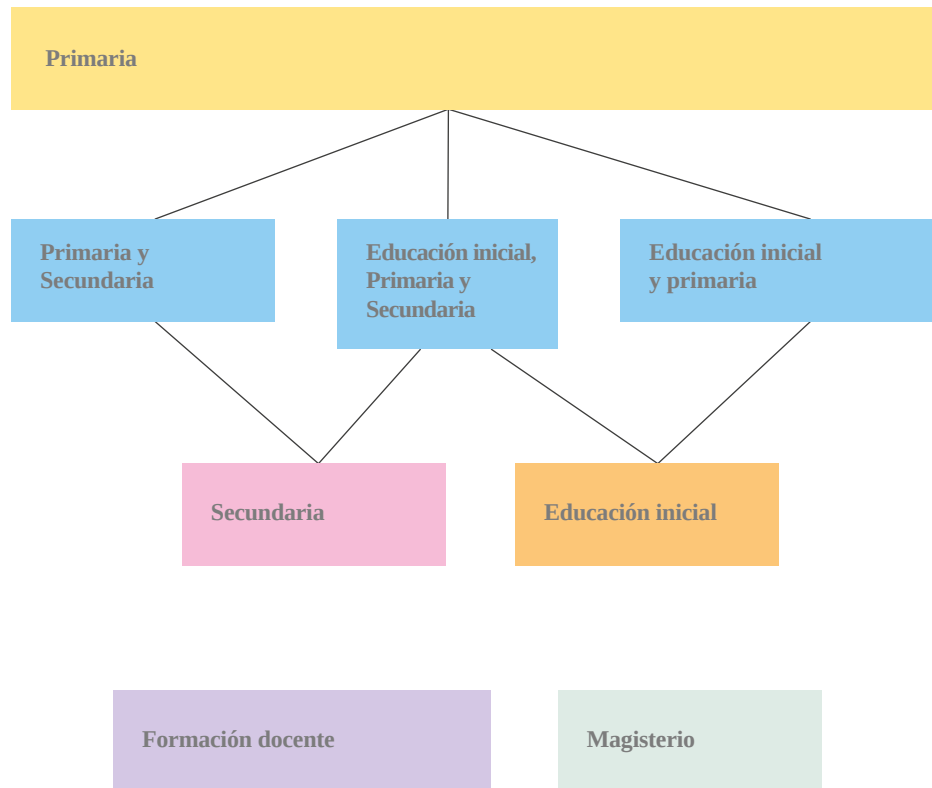 Primaria
Primaria y
Secundaria
Educación inicial,
Primaria y
Secundaria
Educación inicial
y primaria
Secundaria
Educación inicial
Formación docente
Magisterio